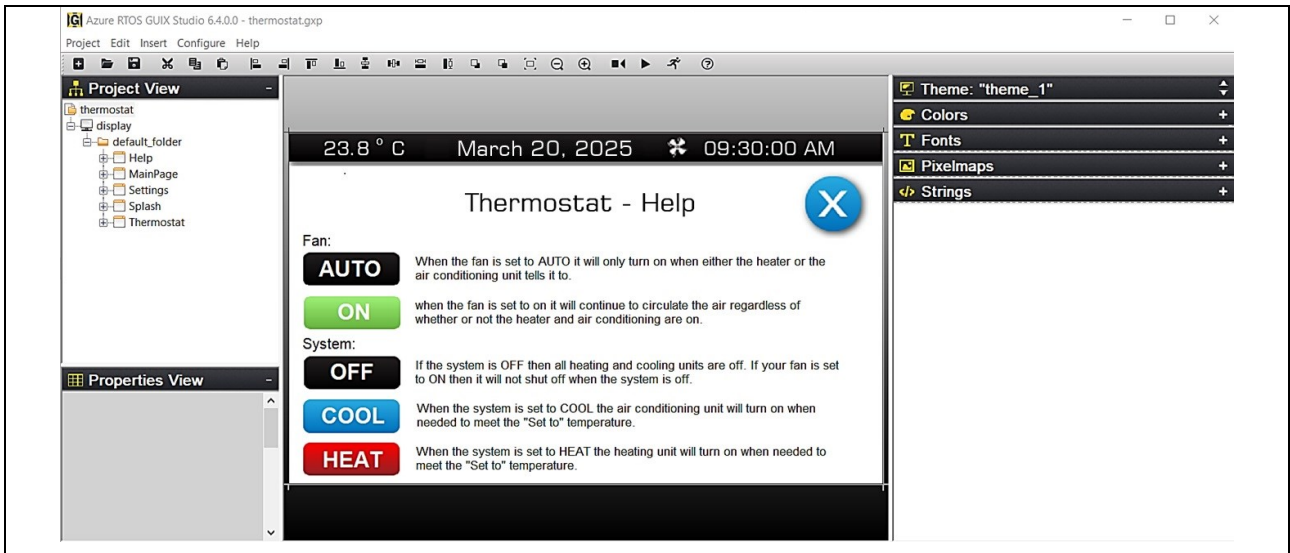 Azure RTOS GUIX Studio 6.4.0.0 - thermostat.gxp
Project Edit Insert Configure Help
Project View
thermostat
display
default_folder
Help
MainPage
Settings
Splash
Thermostat
Properties View
23.8 ° C March 20, 2025 09:30:00 AM
Thermostat - Help
X
Fan:
AUTO
When the fan is set to AUTO it will only turn on when either the heater or the
air conditioning unit tells it to.
ON
when the fan is set to on it will continue to circulate the air regardless of
whether or not the heater and air conditioning are on.
System:
OFF
If the system is OFF then all heating and cooling units are off. If your fan is set
to ON then it will not shut off when the system is off.
COOL
When the system is set to COOL the air conditioning unit will turn on when
needed to meet the "Set to" temperature.
HEAT
When the system is set to HEAT the heating unit will turn on when needed to
meet the "Set to" temperature.
Theme: "theme_1"
Colors
Fonts
Pixelmaps
Strings